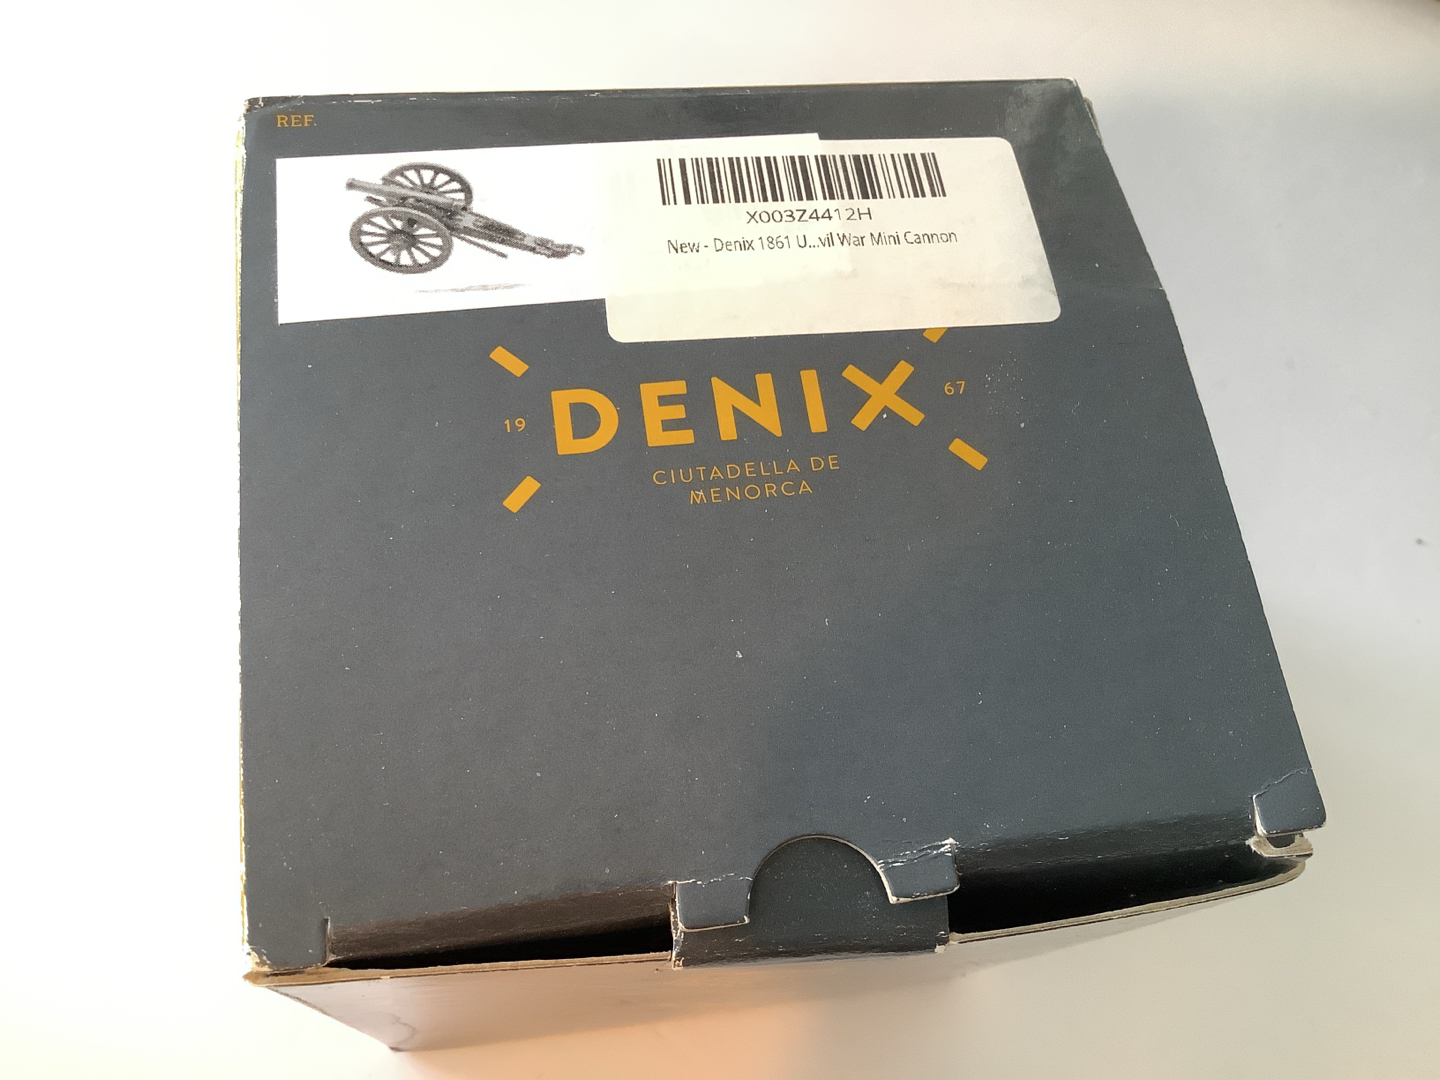 REF.
X003Z4412H
New - Denix 1861 U...vil War Mini Cannon
19 DENIX 67
CIUTADELLA DE
MENORCA